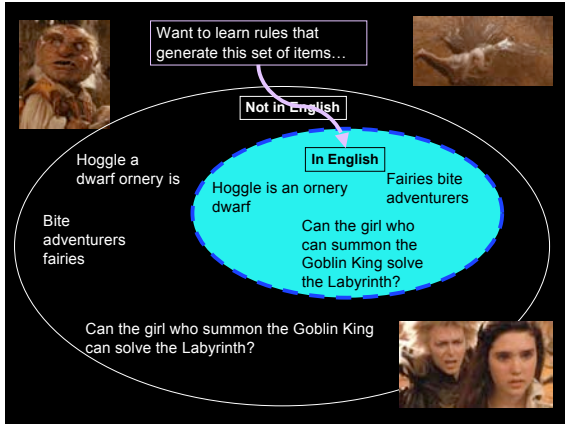 Want to learn rules that
generate this set of items…
Not in English
In English
Hoggle a
dwarf ornery is
Hoggle is an ornery
dwarf
Fairies bite
adventurers
Bite
adventurers
fairies
Can the girl who
can summon the
Goblin King solve
the Labyrinth?
Can the girl who summon the Goblin King
can solve the Labyrinth?